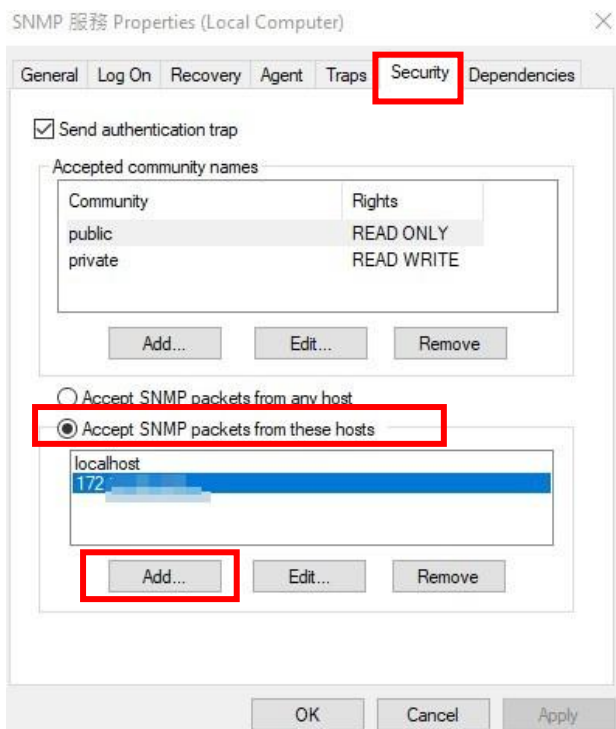 SNMP 服務 Properties (Local Computer)
General Log On Recovery Agent Traps Security Dependencies
Send authentication trap
Accepted community names
Community Rights
public READ ONLY
private READ WRITE
Add... Edit... Remove
Accept SNMP packets from any host
Accept SNMP packets from these hosts
localhost
172
Add... Edit... Remove
OK Cancel Apply